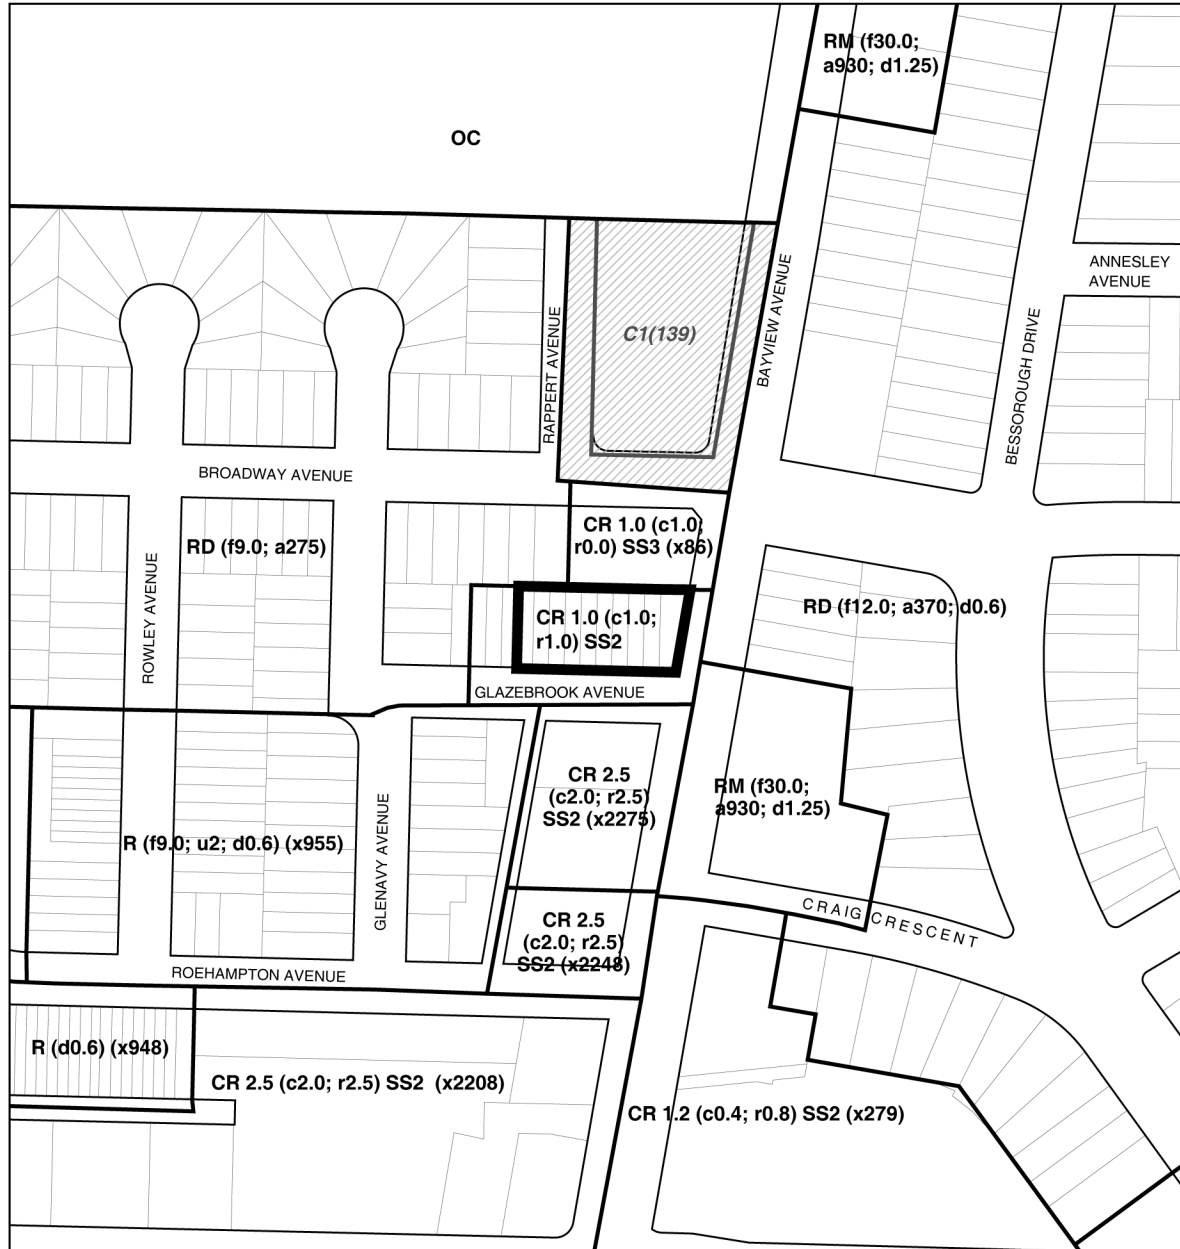 RM (f30.0;
a930; d1.25)
OC
ANNESLEY
AVENUE
BAYVIEW AVENUE
C1(139)
RAPPERT AVENUE
BESSOROUGH DRIVE
BROADWAY AVENUE
CR 1.0 (c1.0;
r0.0) SS3 (x86)
RD (f9.0; a275)
ROWLEY AVENUE
CR 1.0 (c1.0;
r1.0) SS2
RD (f12.0; a370; d0.6)
GLAZEBROOK AVENUE
CR 2.5
(c2.0; r2.5)
SS2 (x2275)
RM (f30.0;
a930; d1.25)
R (f9.0; u2; d0.6) (x955)
GLENAVY AVENUE
CRAIG CRESCENT
CR 2.5
(c2.0; r2.5)
SS2 (x2248)
ROEHAMPTON AVENUE
R (d0.6) (x948)
CR 2.5 (c2.0; r2.5) SS2 (x2208)
CR 1.2 (c0.4; r0.8) SS2 (x279)